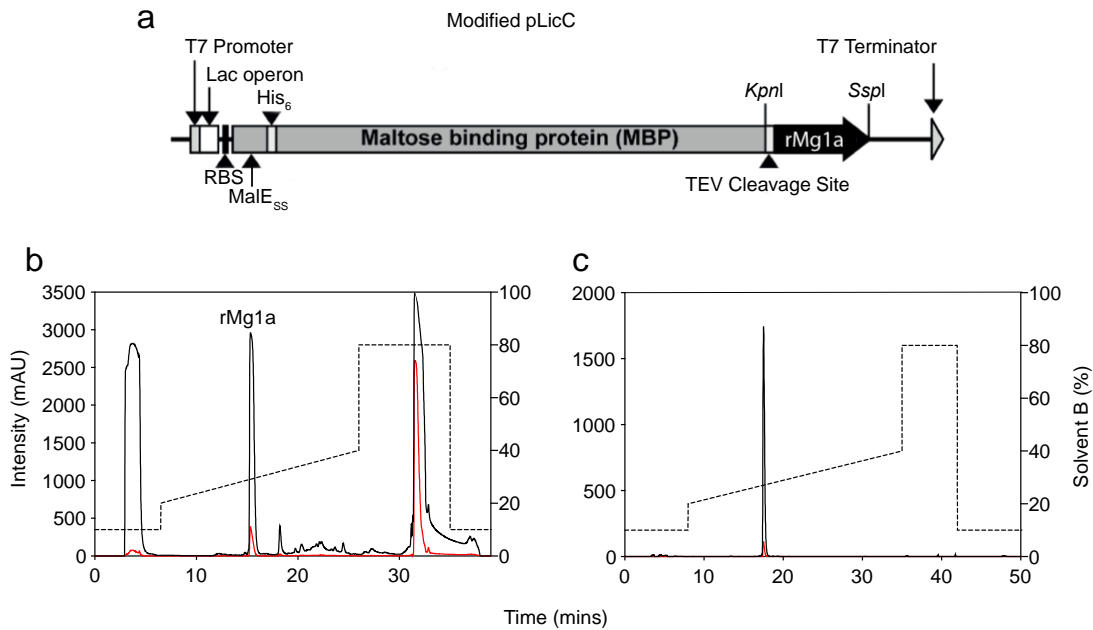 a
Modified pLicC
T7 Promoter
Lac operon
His6
KpnI
SspI
T7 Terminator
Maltose binding protein (MBP)
rMg1a
RBS
MalESS
TEV Cleavage Site
b
Intensity (mAU)
3500
3000
2500
2000
1500
1000
500
0
rMg1a
100
80
60
40
20
0
0 10 20 30
c
2000
1500
1000
500
0
100
80
60
40
20
0
Solvent B (%)
0 10 20 30 40 50
Time (mins)